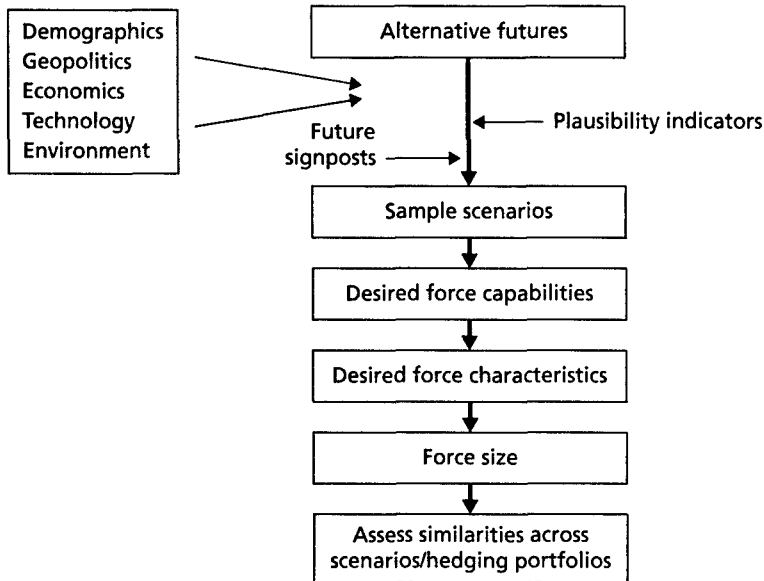 Demographics
Geopolitics
Economics
Technology
Environment
Alternative futures
Plausibility indicators
Future
signposts
Sample scenarios
Desired force capabilities
Desired force characteristics
Force size
Assess similarities across
scenarios/hedging portfolios